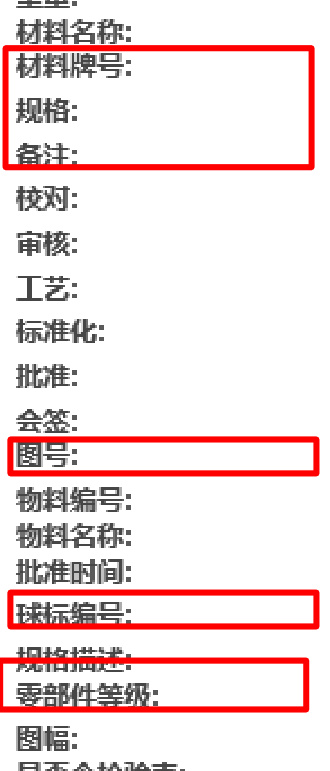 材料名称:
材料牌号:
规格:
备注:
校对:
审核:
工艺:
标准化:
批准:
会签:
图号:
物料编号:
物料名称:
批准时间:
球标编号:
规格描述:
零部件等级:
图幅: